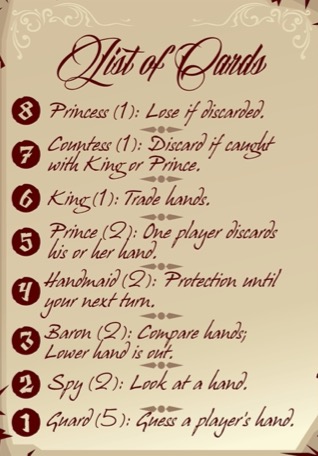 List of Cards
8 Princess (1): Lose if discarded.
7 Countess (1): Discard if caught
with King or Prince.
6 King (1): Trade hands.
5 Prince (2): One player discards
his or her hand.
4 Handmaid (2): Protection until
your next turn.
3 Baron (2): Compare hands;
Lower hand is out.
2 Spy (2): Look at a hand.
1 Guard (5): Guess a player's hand.